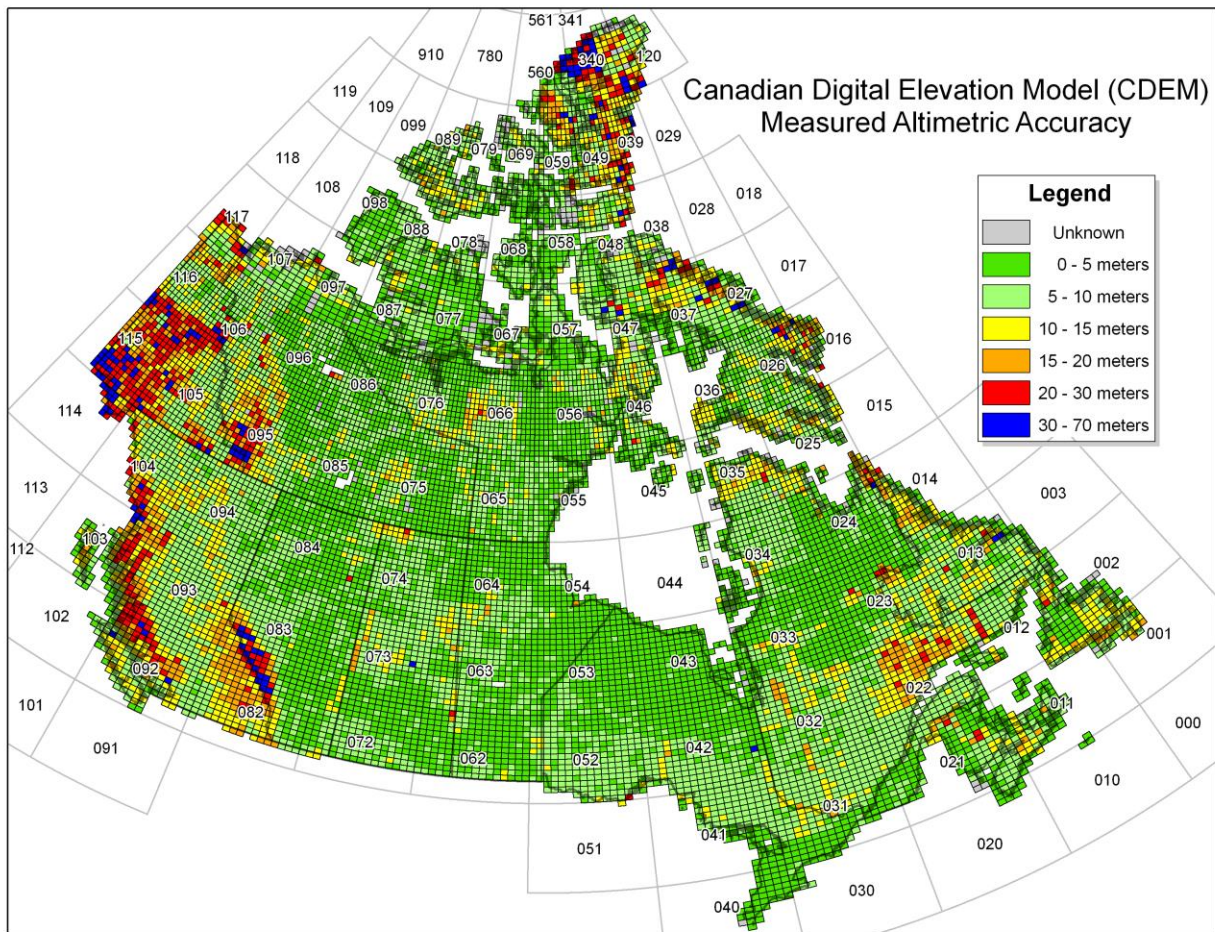 561 341
910 780 340 120
560
Canadian Digital Elevation Model (CDEM)
Measured Altimetric Accuracy
119 109 099 089 079 069 059 049 039 029
118 108 098 088 078 068 058 048 038 028 018
Legend
Unknown
0 - 5 meters
5 - 10 meters
10 - 15 meters
15 - 20 meters
20 - 30 meters
30 - 70 meters
117 107 097 087 077 067 057 047 037 027 017
116 106 096 086 076 066 056 046 036 026 016
115 105 095 085 075 065 055 045 035 025 015
114 104 094 084 074 064 054 044 034 024 014 003
113 103 093 083 073 063 053 043 033 023 013 002
112 102 092 082 072 062 052 042 032 022 012 001
101 091 051 041 031 021 011 000
040 030 020 010